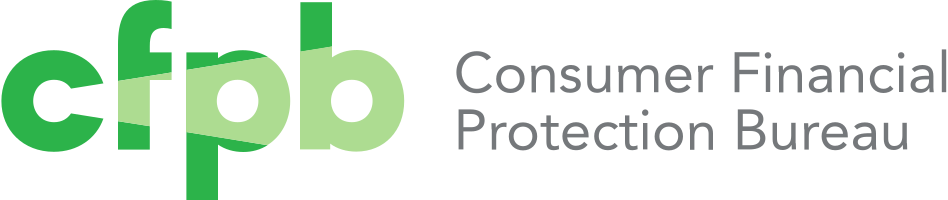 cfpb
Consumer Financial
Protection Bureau